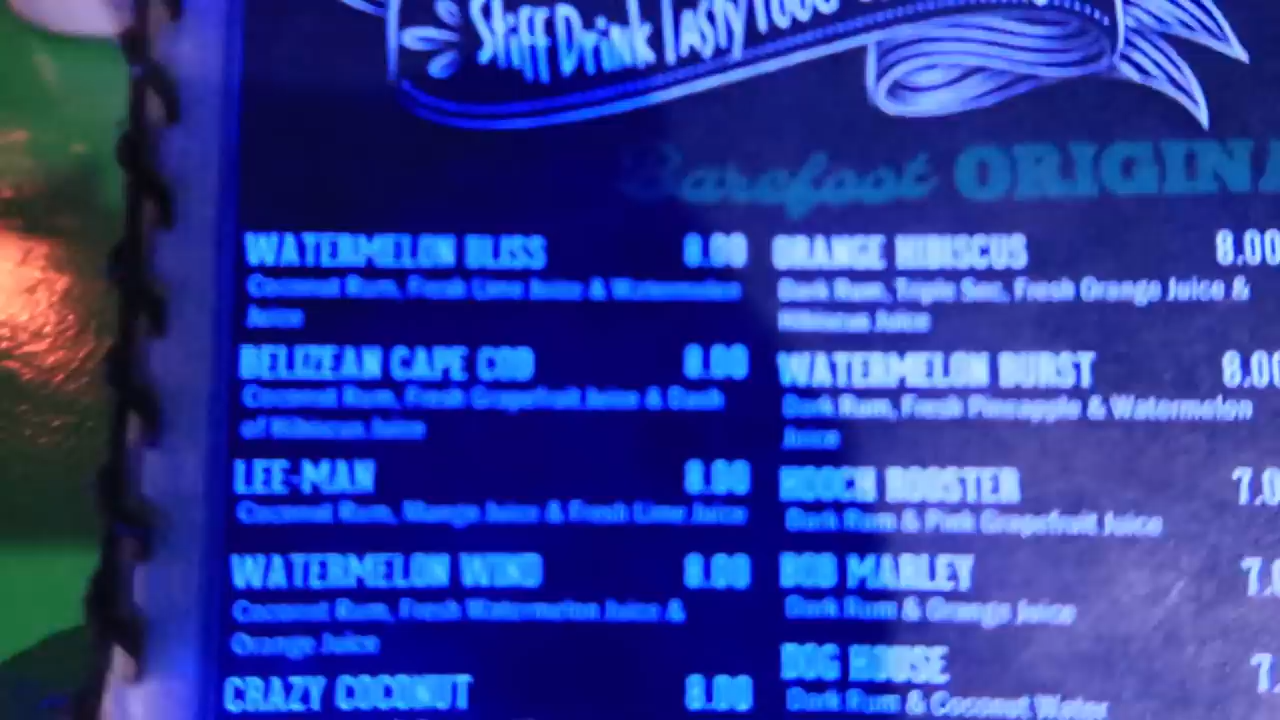 Stiff Drink Tasty Food
Barefoot ORIGINA
WATERMELON BLISS 8.00
Coconut Rum, Fresh Lime Juice & Watermelon
Juice
BELIZEAN CAPE COD 8.00
Coconut Rum, Fresh Grapefruit Juice & Dash
of Hibiscus Juice
LEE-MAN 8.00
Coconut Rum, Mango Juice & Fresh Lime Juice
WATERMELON WIND 8.00
Coconut Rum, Fresh Watermelon Juice &
Orange Juice
CRAZY COCONUT 8.00
ORANGE HIBISCUS 8.00
Dark Rum, Triple Sec, Fresh Orange Juice &
Hibiscus Juice
WATERMELON BURST 8.00
Dark Rum, Fresh Pineapple & Watermelon
Juice
HOOCH ROOSTER 7.0
Dark Rum & Pink Grapefruit Juice
BOB MARLEY 7.0
Dark Rum & Orange Juice
DOG HOUSE 7.
Dark Rum & Coconut Water